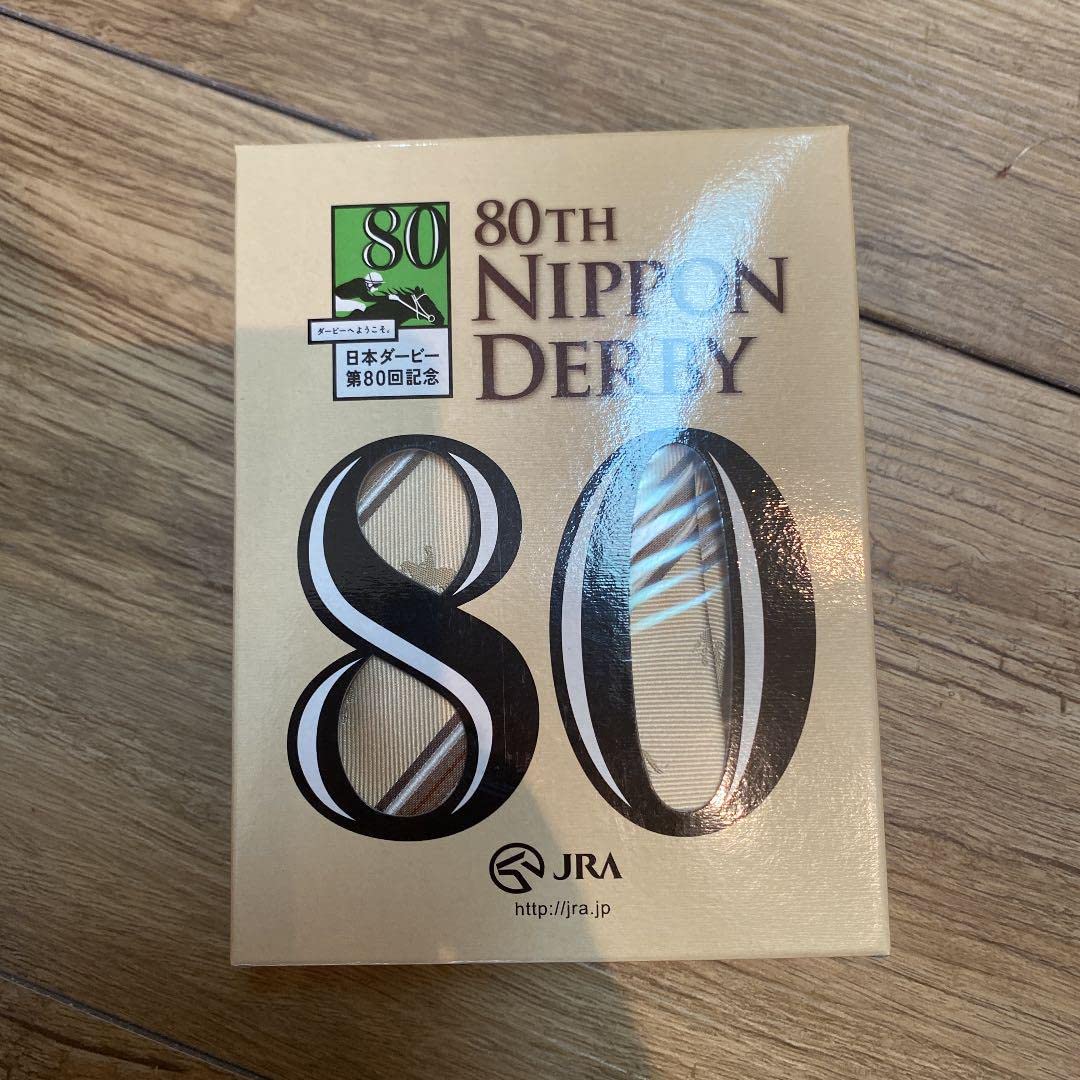 80
ダービーへようこそ。
日本ダービー
第80回記念
80TH
NIPPON
DERBY
80
JRA
http://jra.jp